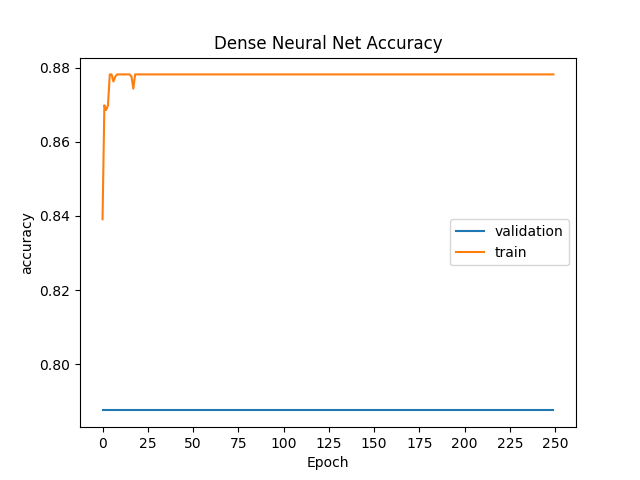 Dense Neural Net Accuracy
0.88
0.86
0.84
0.82
0.80
accuracy
validation
train
0 25 50 75 100 125 150 175 200 225 250
Epoch